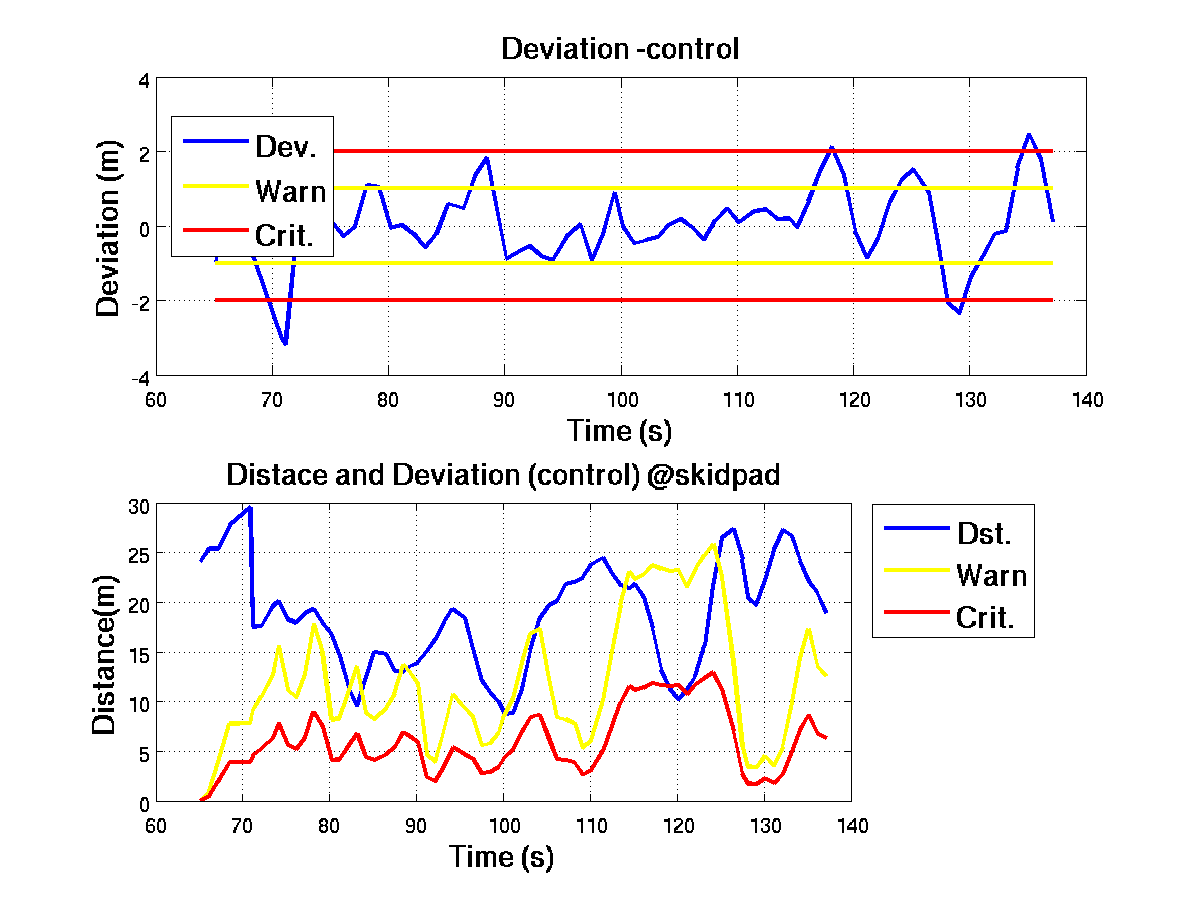 Deviation -control
Deviation (m)
4
2
0
-2
-4
Dev.
Warn
Crit.
60 70 80 90 100 110 120 130 140
Time (s)
Distace and Deviation (control) @skidpad
Distance(m)
30
25
20
15
10
5
0
Dst.
Warn
Crit.
60 70 80 90 100 110 120 130 140
Time (s)